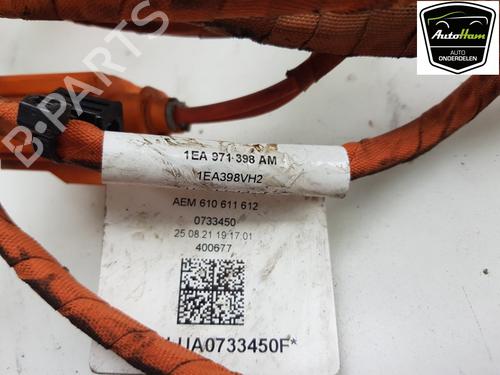 AutoHam
AUTO
ONDERDELEN
B-PARTS
1EA 971 398 AM
1EA398VH2
AEM 610 611 612
0733450
25 08.21 19 17.01
400677
UA0733450F*